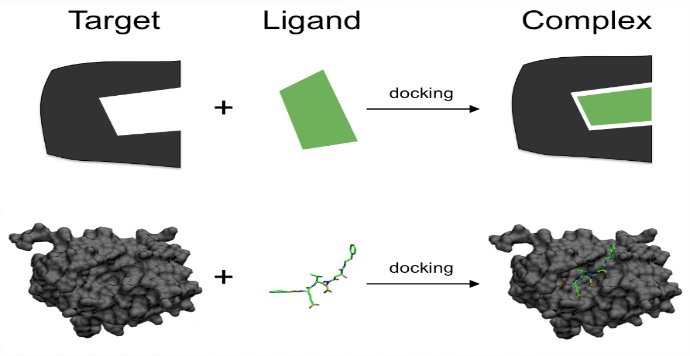 Target Ligand Complex
+ docking
+ docking